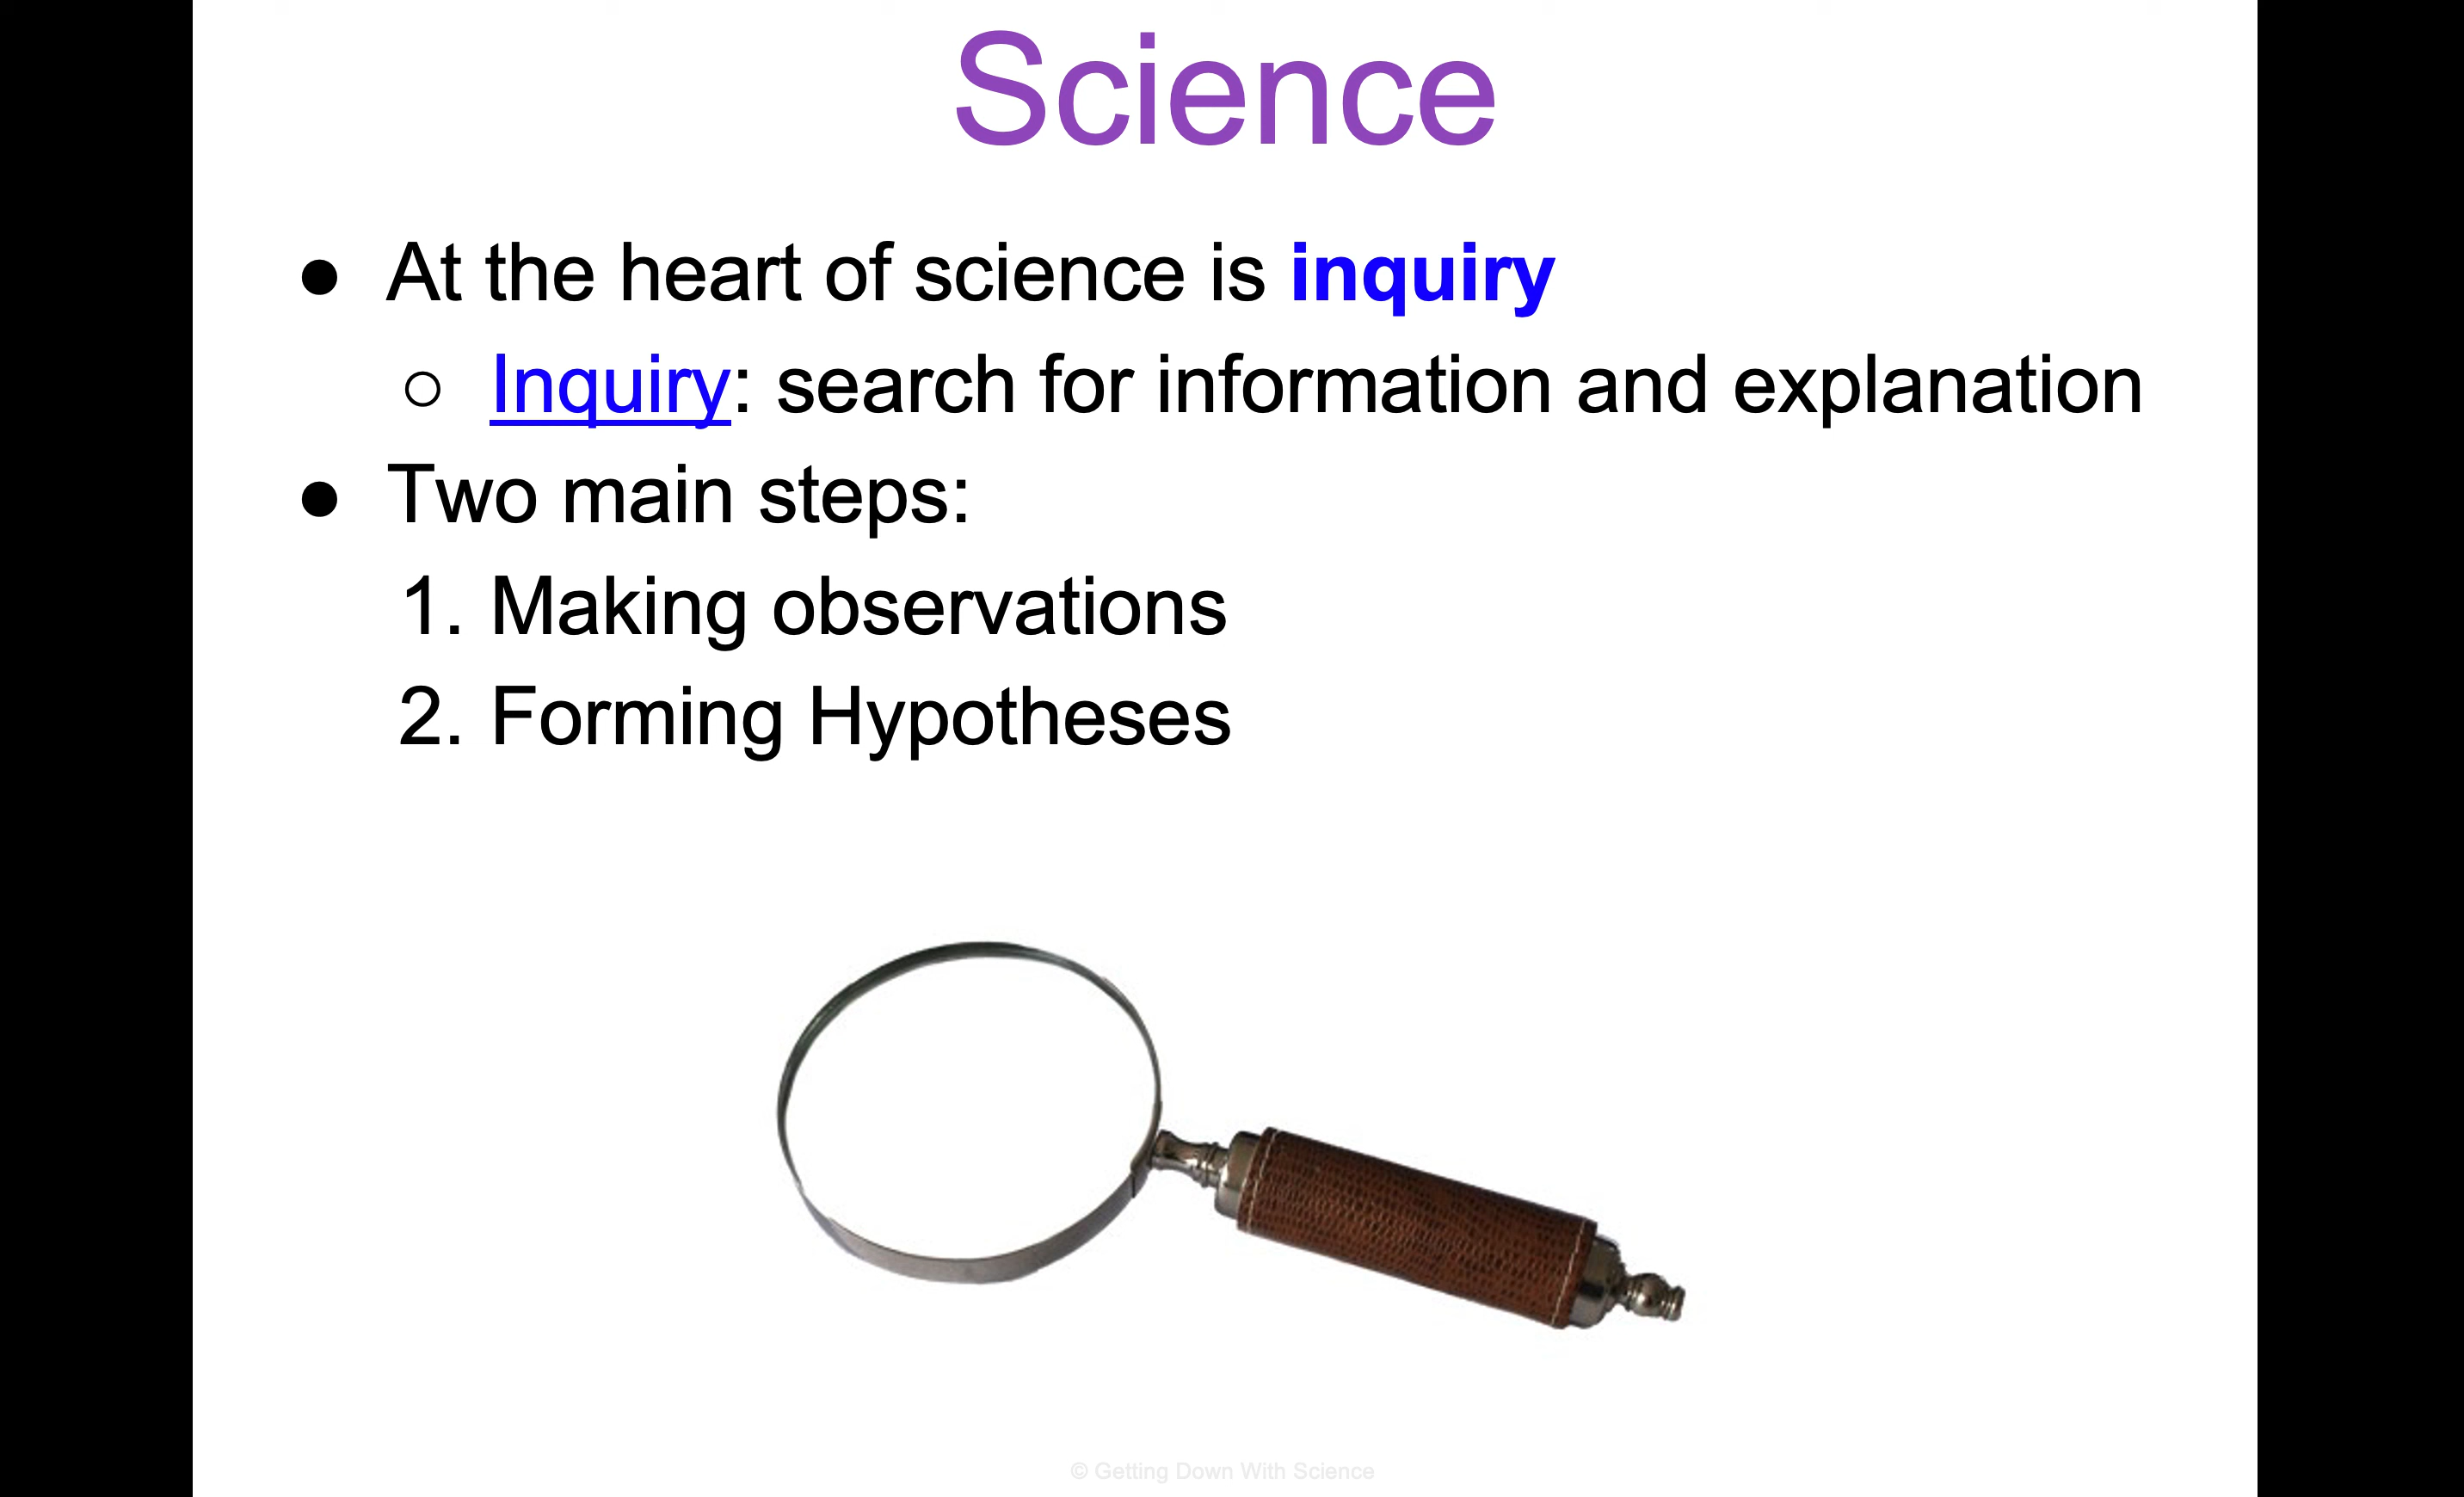 Science
● At the heart of science is inquiry
○ Inquiry: search for information and explanation
● Two main steps:
1. Making observations
2. Forming Hypotheses
© Getting Down With Science